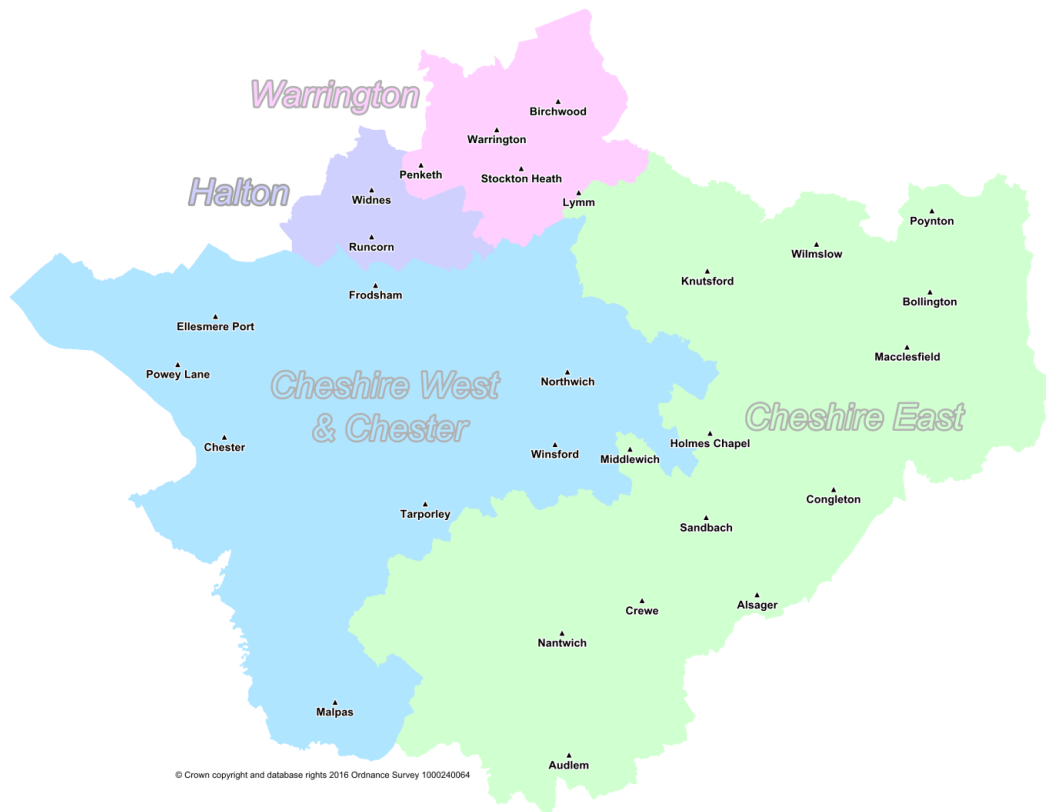 Warrington
Birchwood
Warrington
Penketh
Stockton Heath
Halton
Widnes
Lymm
Poynton
Runcorn
Wilmslow
Knutsford
Frodsham
Bollington
Ellesmere Port
Macclesfield
Powey Lane
Northwich
Cheshire West
& Chester
Cheshire East
Chester
Holmes Chapel
Winsford
Middlewich
Congleton
Tarporley
Sandbach
Crewe
Alsager
Nantwich
Malpas
Audlem
© Crown copyright and database rights 2016 Ordnance Survey 1000240064